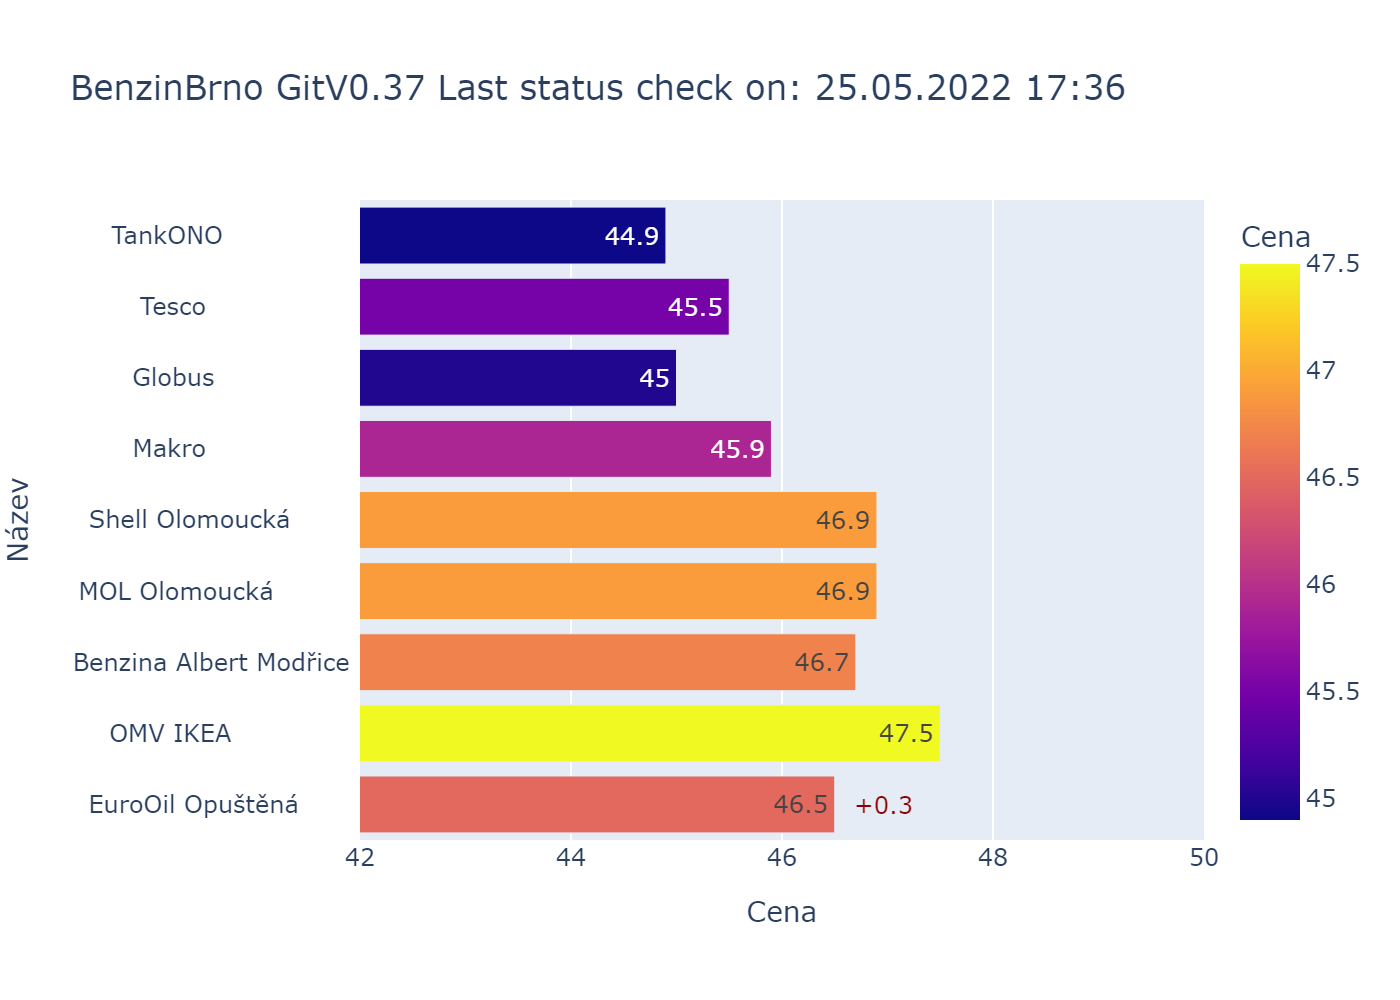 BenzinBrno GitV0.37 Last status check on: 25.05.2022 17:36
Název
TankONO 44.9
Tesco 45.5
Globus 45
Makro 45.9
Shell Olomoucká 46.9
MOL Olomoucká 46.9
Benzina Albert Modřice 46.7
OMV IKEA 47.5
EuroOil Opuštěná 46.5 +0.3
42 44 46 48 50
Cena
Cena
47.5
47
46.5
46
45.5
45